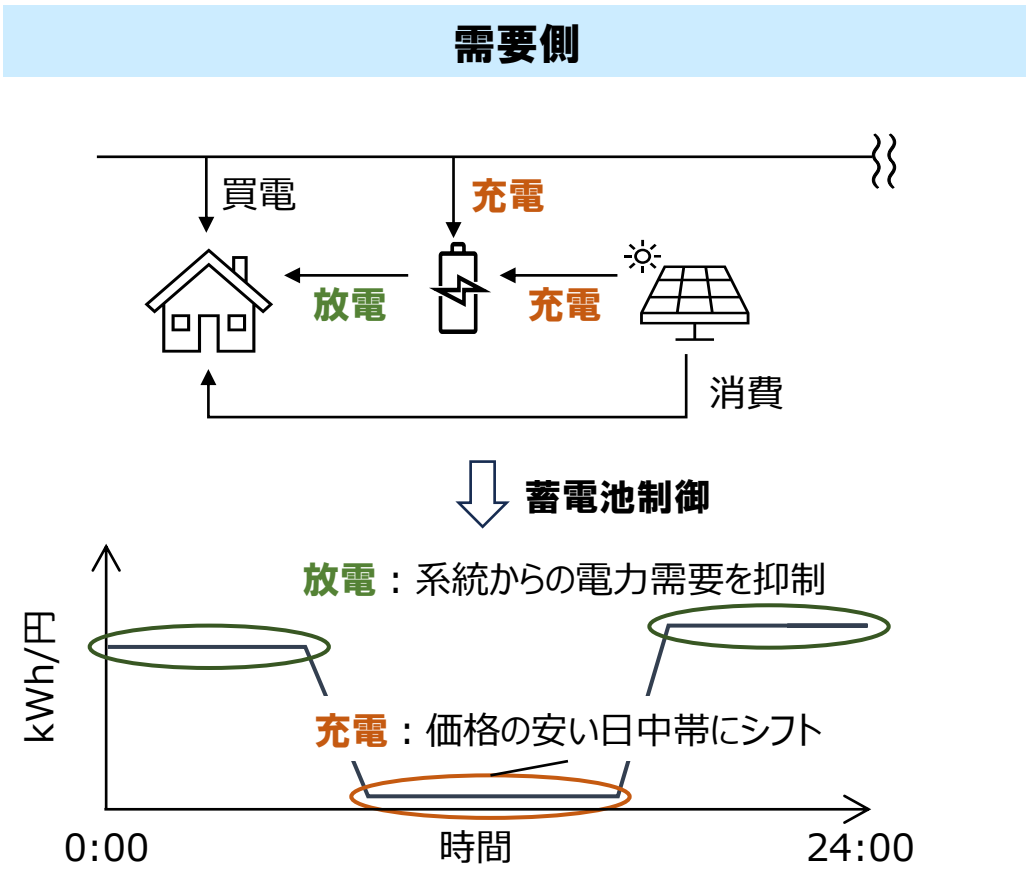 需要側
買電
充電
放電
充電
消費
蓄電池制御
放電：系統からの電力需要を抑制
kWh/円
充電：価格の安い日中帯にシフト
0:00
時間
24:00